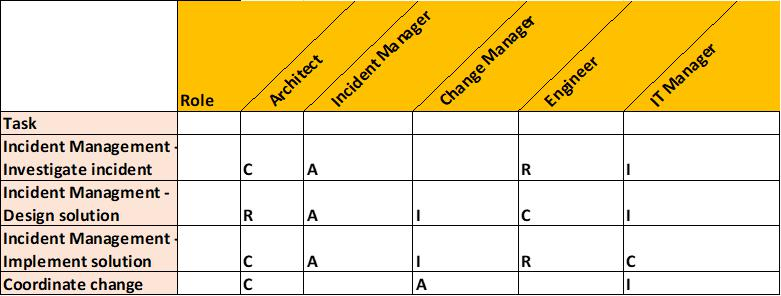 Role Architect Incident Manager Change Manager Engineer IT Manager
Task
Incident Management -
Investigate incident C A R I
Incident Managment -
Design solution R A I C I
Incident Management -
Implement solution C A I R C
Coordinate change C A I